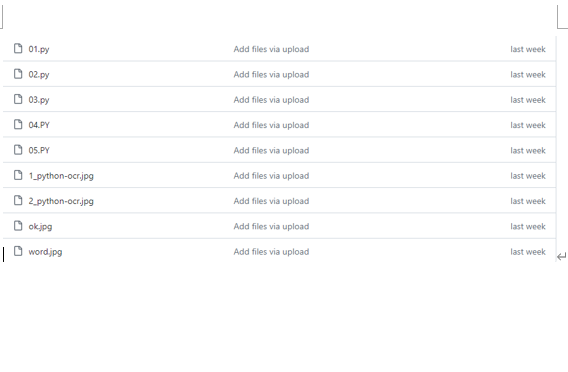 01.py Add files via upload last week
02.py Add files via upload last week
03.py Add files via upload last week
04.PY Add files via upload last week
05.PY Add files via upload last week
1_python-ocr.jpg Add files via upload last week
2_python-ocr.jpg Add files via upload last week
ok.jpg Add files via upload last week
word.jpg Add files via upload last week